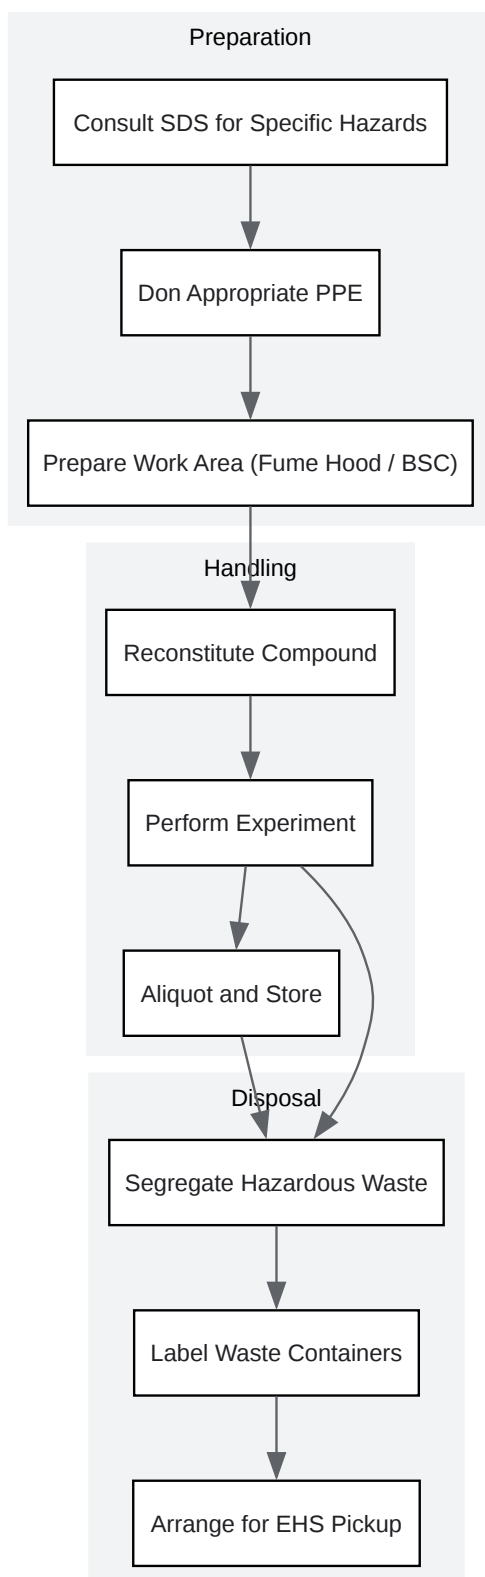 Preparation
Consult SDS for Specific Hazards
Don Appropriate PPE
Prepare Work Area (Fume Hood / BSC)
Handling
Reconstitute Compound
Perform Experiment
Aliquot and Store
Disposal
Segregate Hazardous Waste
Label Waste Containers
Arrange for EHS Pickup